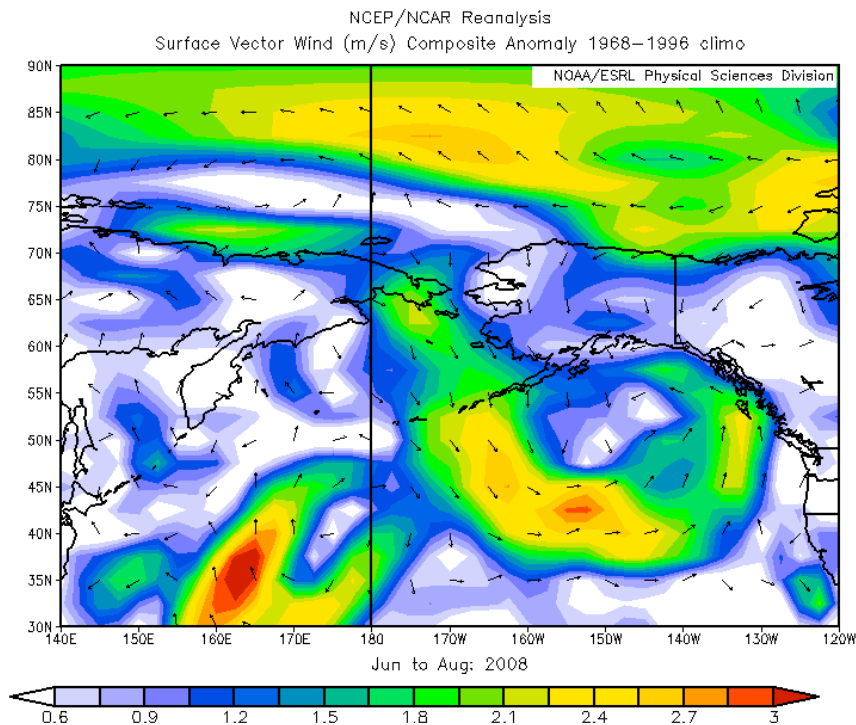 NCEP/NCAR Reanalysis
Surface Vector Wind (m/s) Composite Anomaly 1968–1996 climo
NOAA/ESRL Physical Sciences Division
90N
85N
80N
75N
70N
65N
60N
55N
50N
45N
40N
35N
30N
140E 150E 160E 170E 180 170W 160W 150W 140W 130W 120W
Jun to Aug: 2008
0.6 0.9 1.2 1.5 1.8 2.1 2.4 2.7 3